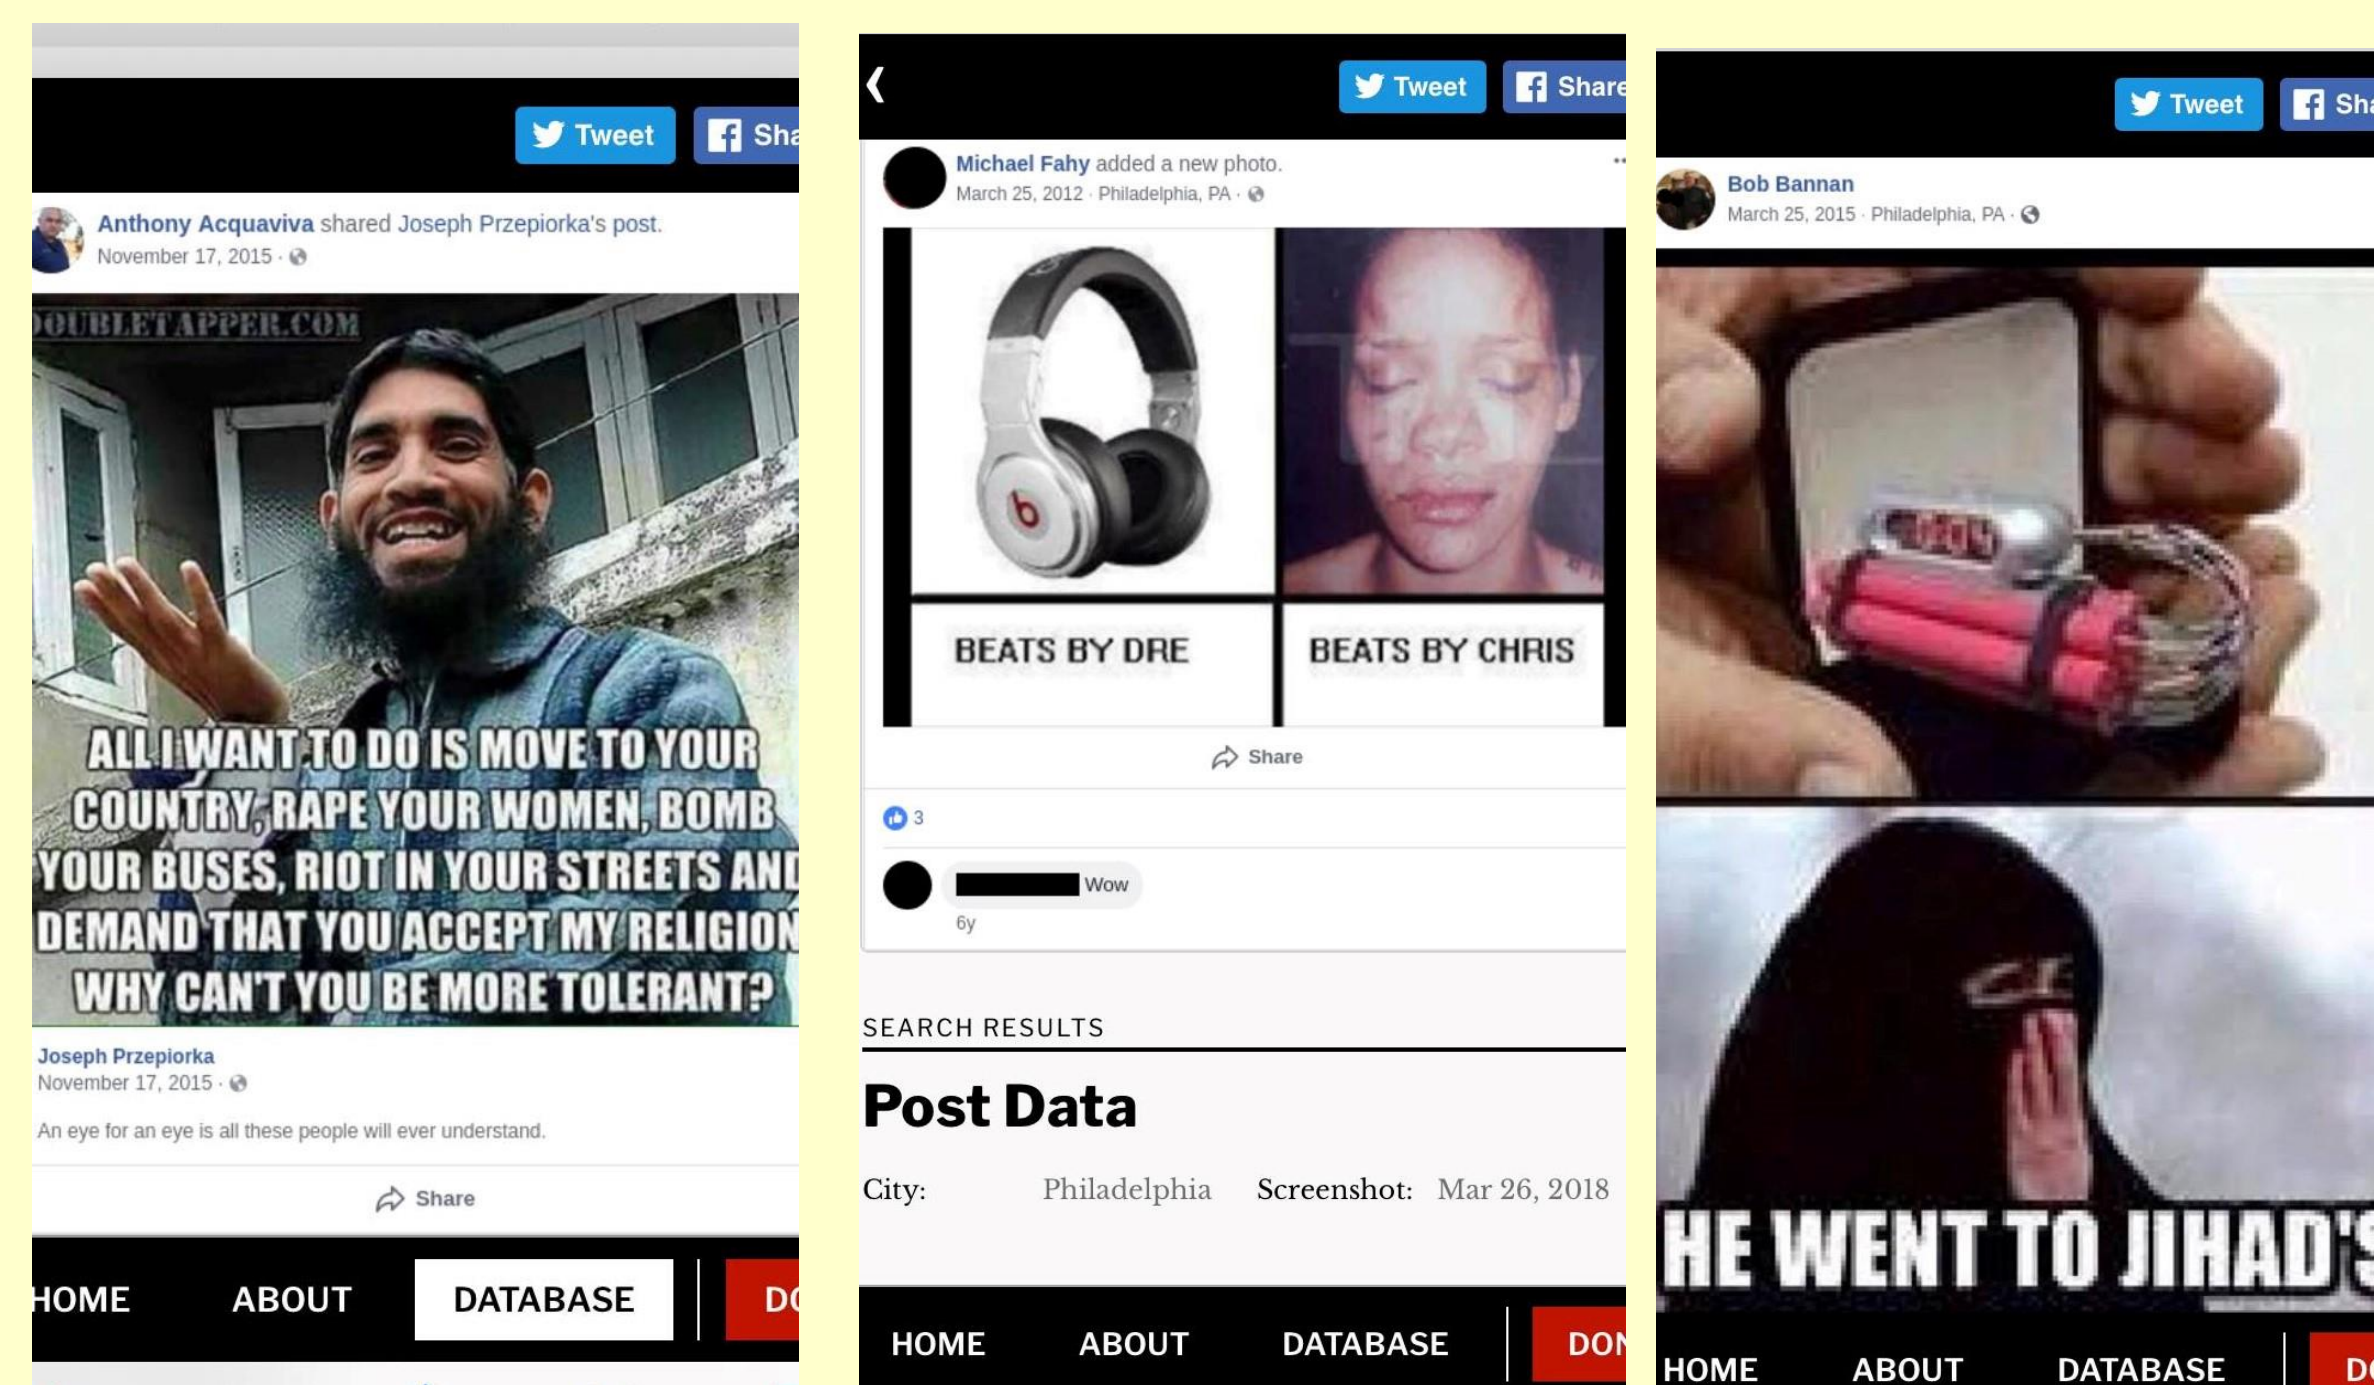 Tweet
Sha
Anthony Acquaviva shared Joseph Przepiorka's post.
November 17, 2015 ·
DOUBLETAPPER.COM
ALL I WANT TO DO IS MOVE TO YOUR
COUNTRY, RAPE YOUR WOMEN, BOMB
YOUR BUSES, RIOT IN YOUR STREETS AND
DEMAND THAT YOU ACCEPT MY RELIGION
WHY CAN'T YOU BE MORE TOLERANT?
Joseph Przepiorka
November 17, 2015 ·
An eye for an eye is all these people will ever understand.
Share
HOME
ABOUT
DATABASE
DO
Tweet
Share
Michael Fahy added a new photo.
March 25, 2012 · Philadelphia, PA ·
b
BEATS BY DRE
BEATS BY CHRIS
Share
3
Wow
6y
SEARCH RESULTS
Post Data
City: Philadelphia Screenshot: Mar 26, 2018
HOME
ABOUT
DATABASE
DON
Tweet
Sha
Bob Bannan
March 25, 2015 · Philadelphia, PA ·
HE WENT TO JIHAD'S
HOME
ABOUT
DATABASE
DO